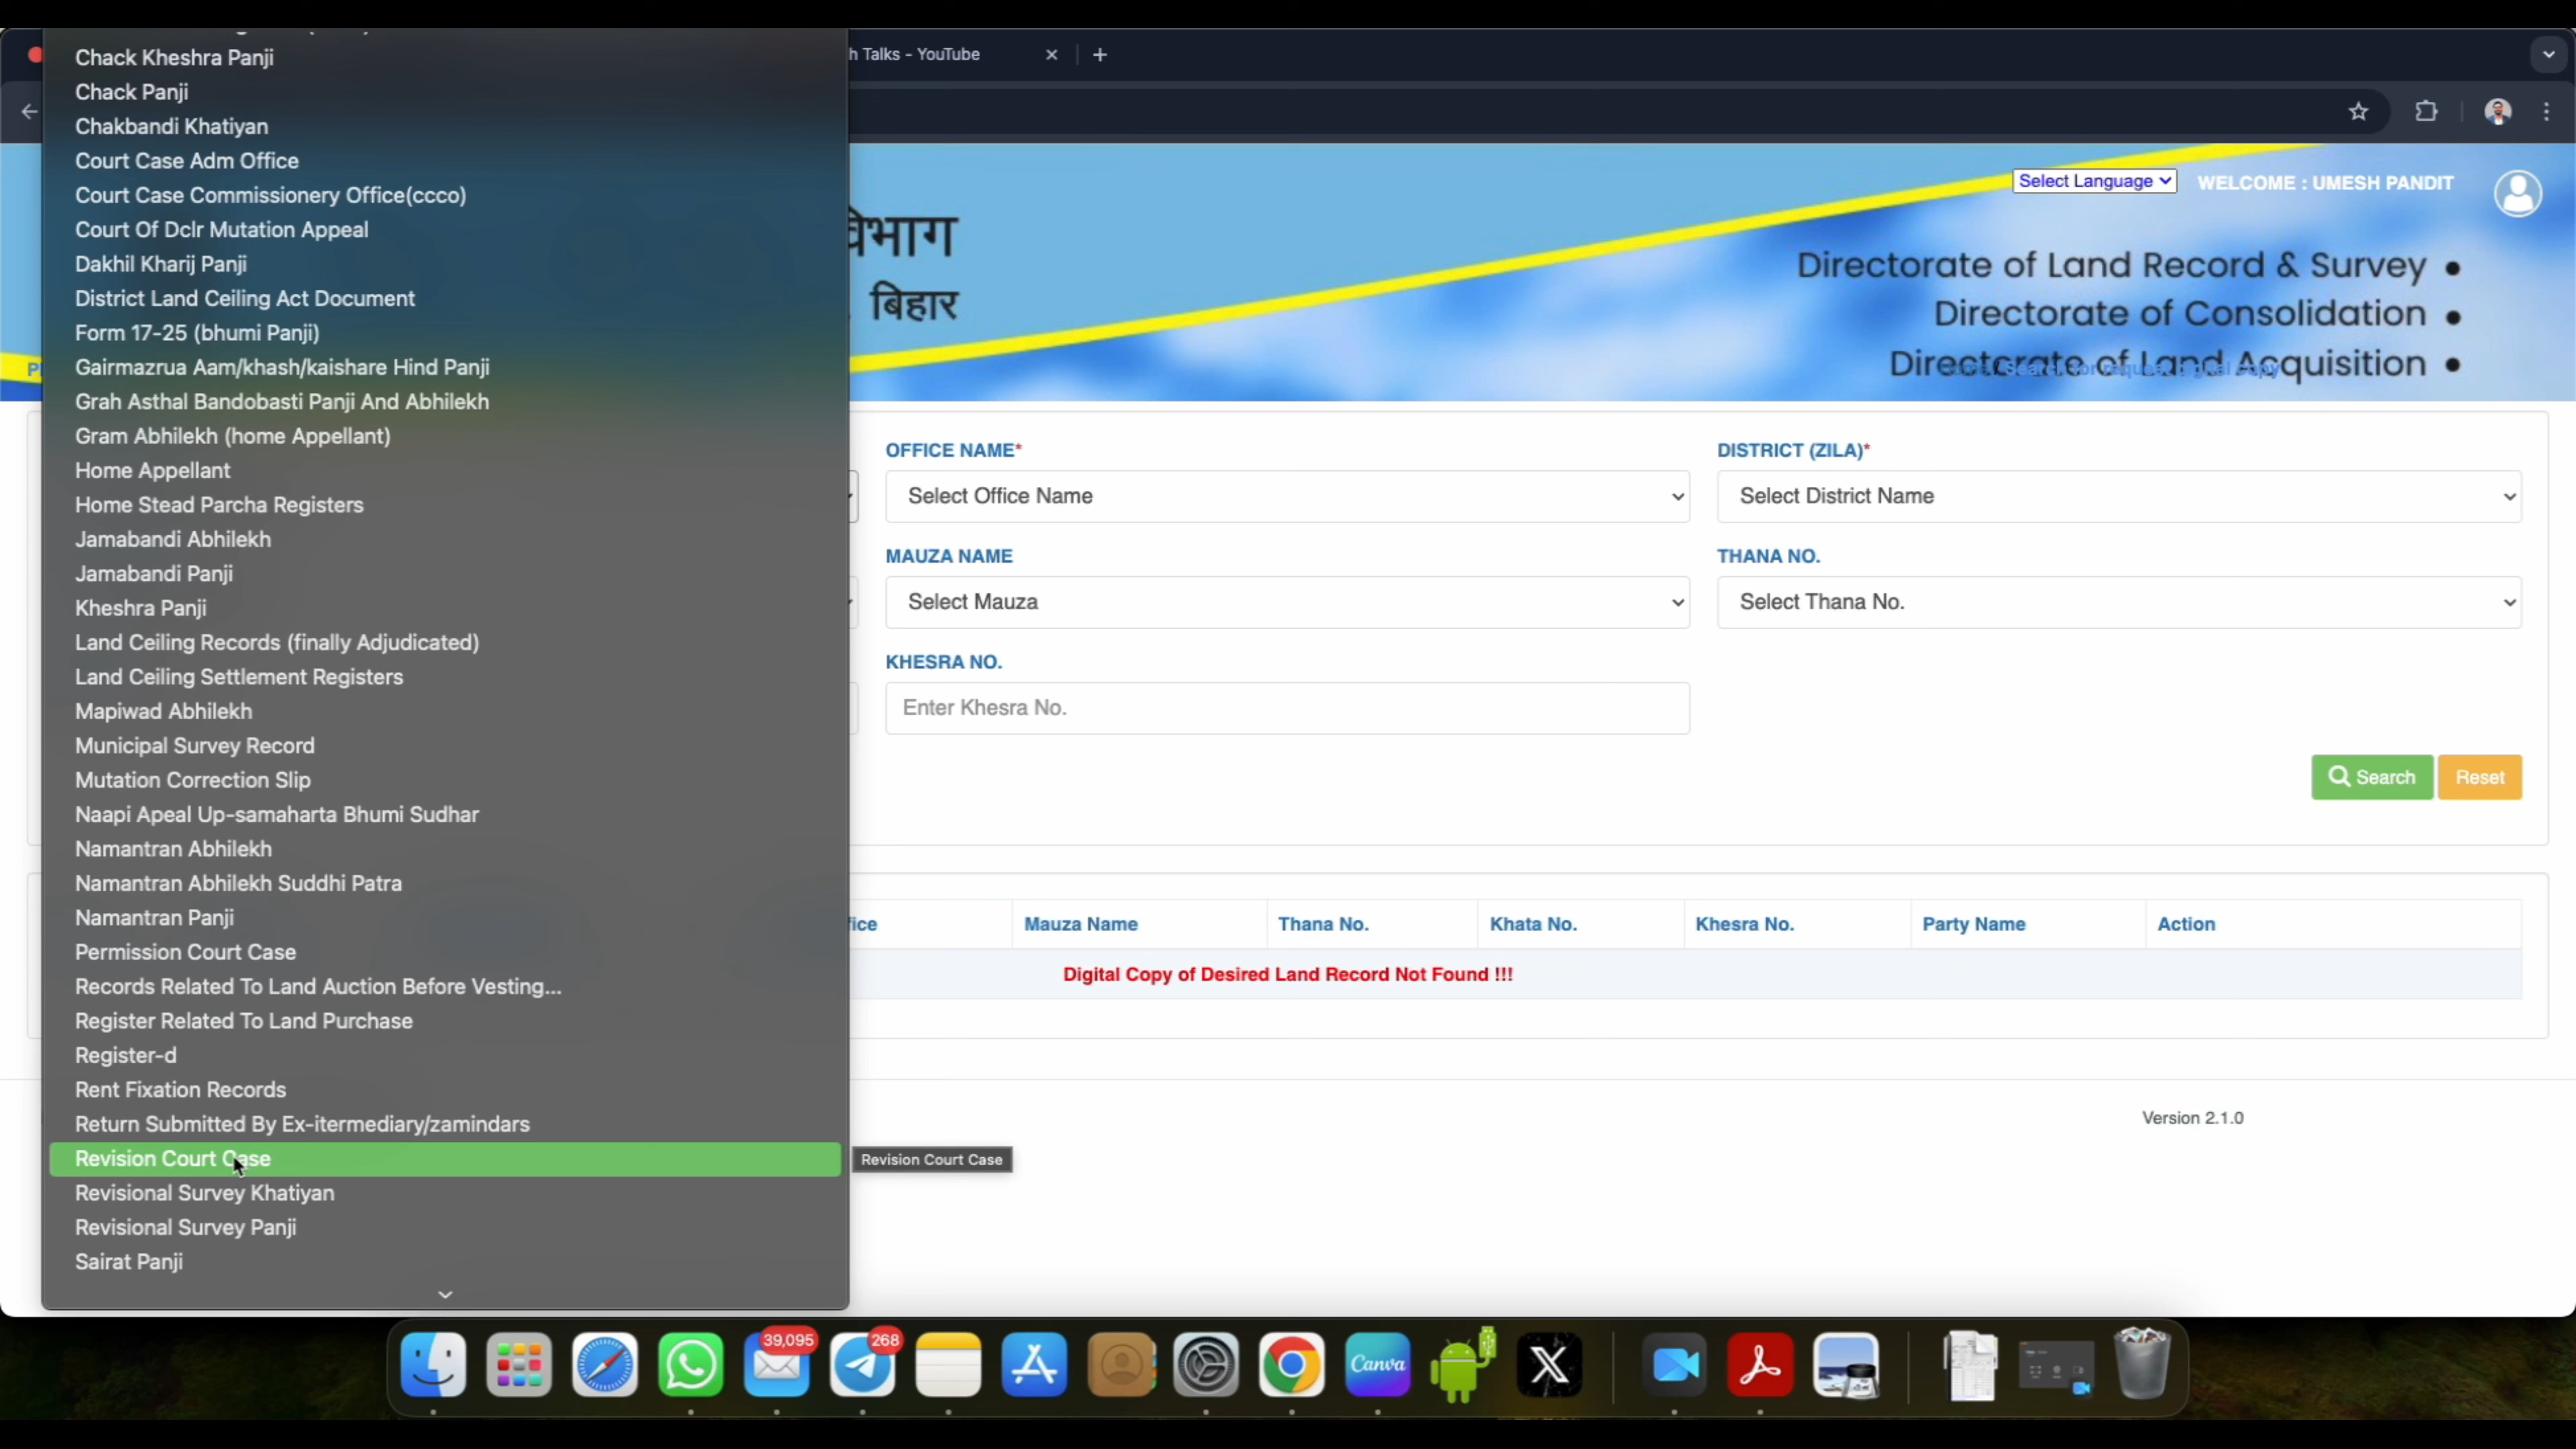 Chack Kheshra Panji
Chack Panji
Chakbandi Khatiyan
Court Case Adm Office
Court Case Commissionery Office(ccco)
Court Of Dclr Mutation Appeal
Dakhil Kharij Panji
District Land Ceiling Act Document
Form 17-25 (bhumi Panji)
Gairmazrua Aam/khash/kaishare Hind Panji
Grah Asthal Bandobasti Panji And Abhilekh
Gram Abhilekh (home Appellant)
Home Appellant
Home Stead Parcha Registers
Jamabandi Abhilekh
Jamabandi Panji
Kheshra Panji
Land Ceiling Records (finally Adjudicated)
Land Ceiling Settlement Registers
Mapiwad Abhilekh
Municipal Survey Record
Mutation Correction Slip
Naapi Apeal Up-samaharta Bhumi Sudhar
Namantran Abhilekh
Namantran Abhilekh Suddhi Patra
Namantran Panji
Permission Court Case
Records Related To Land Auction Before Vesting...
Register Related To Land Purchase
Register-d
Rent Fixation Records
Return Submitted By Ex-itermediary/zamindars
Revision Court Case
Revisional Survey Khatiyan
Revisional Survey Panji
Sairat Panji
Revision Court Case
h Talks - YouTube
Select Language
WELCOME : UMESH PANDIT
बिहार
Directorate of Land Record & Survey •
Directorate of Consolidation •
Directorate of Land Acquisition •
OFFICE NAME*
DISTRICT (ZILA)*
Select Office Name
Select District Name
MAUZA NAME
THANA NO.
Select Mauza
Select Thana No.
KHESRA NO.
Enter Khesra No.
Search
Reset
Mauza Name
Thana No.
Khata No.
Khesra No.
Party Name
Action
Digital Copy of Desired Land Record Not Found !!!
Version 2.1.0
39,095
268
Canva